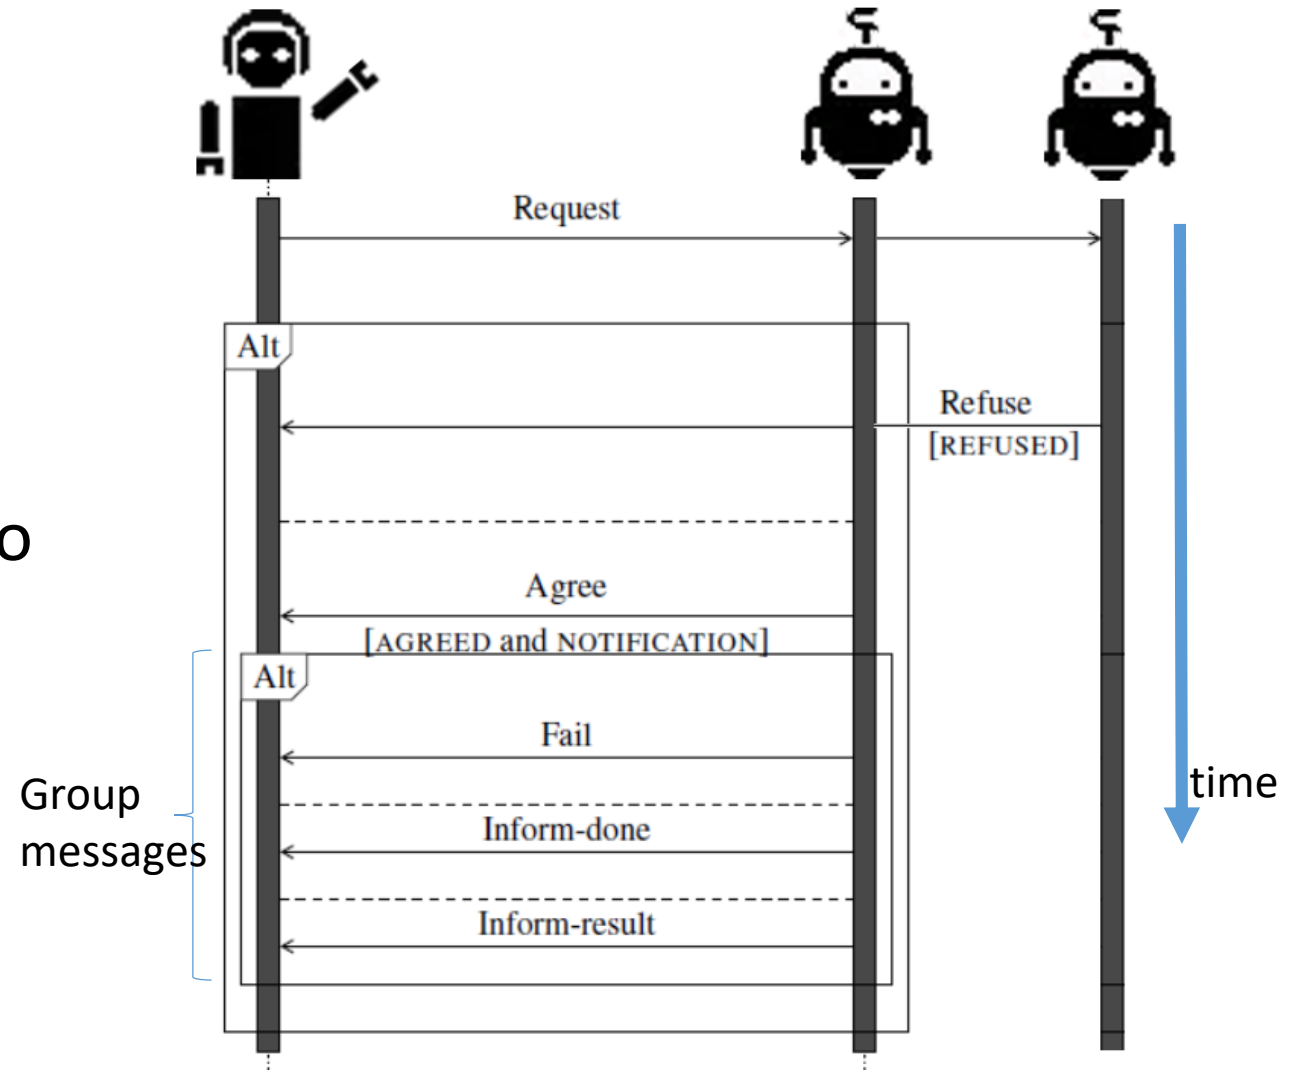 Request
Alt
Refuse
[REFUSED]
o
Agree
[AGREED and NOTIFICATION]
Alt
Fail
time
Group
messages
Inform-done
Inform-result